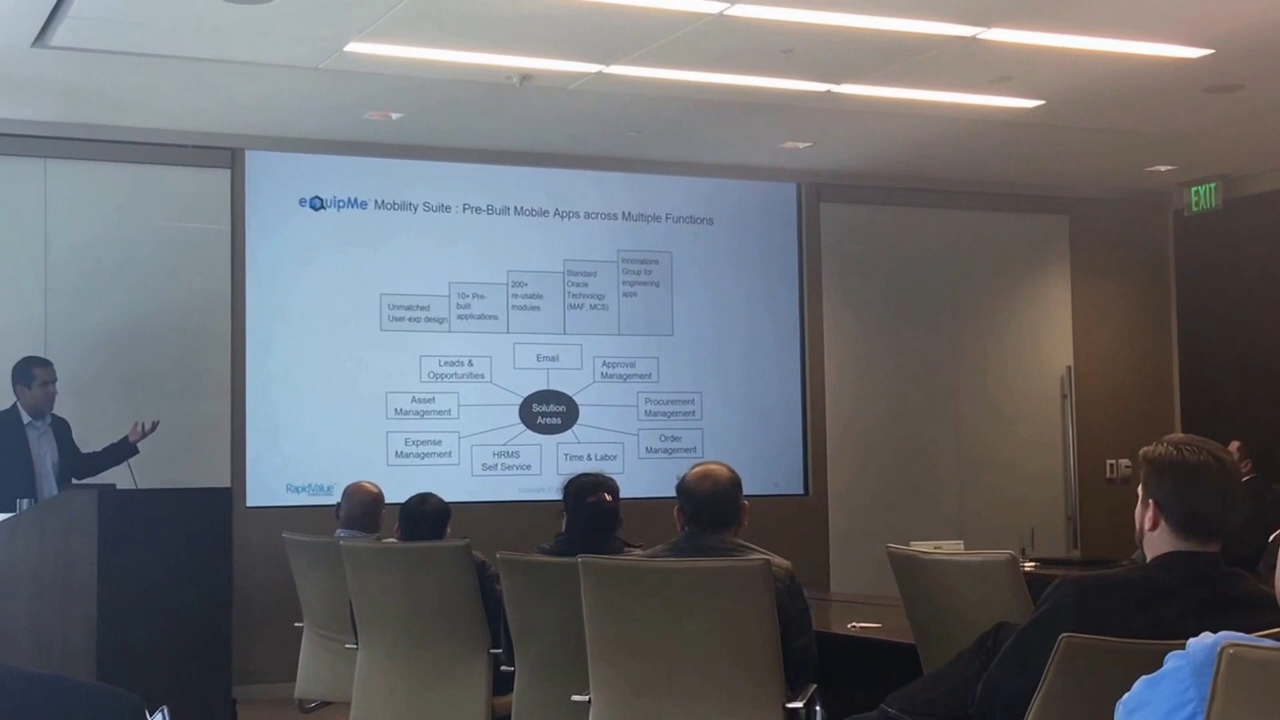 equipMe Mobility Suite : Pre-Built Mobile Apps across Multiple Functions
Unmatched
User-exp design
10+ Pre-
built
applications
200+
re-usable
modules
Standard
Oracle
Technology
(MAF, MCS)
Innovations
Group for
engineering
apps
Leads &
Opportunities
Email
Approval
Management
Asset
Management
Solution
Areas
Procurement
Management
Expense
Management
HRMS
Self Service
Time & Labor
Order
Management
RapidValue
EXIT